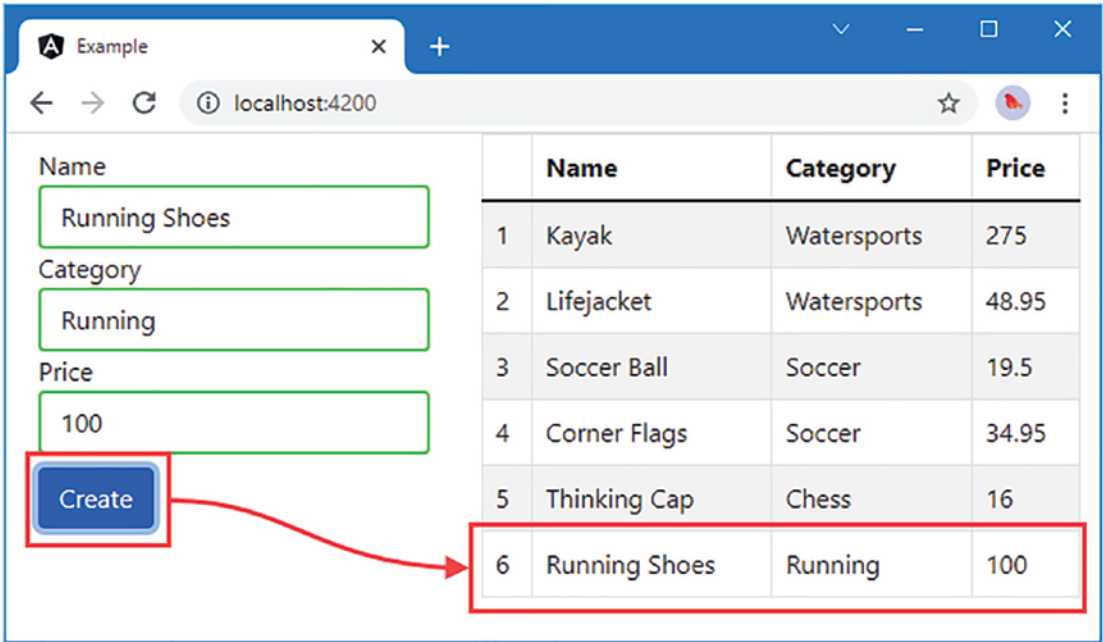 Example
localhost:4200
Name
Running Shoes
Category
Running
Price
100
Create
Name Category Price
1 Kayak Watersports 275
2 Lifejacket Watersports 48.95
3 Soccer Ball Soccer 19.5
4 Corner Flags Soccer 34.95
5 Thinking Cap Chess 16
6 Running Shoes Running 100